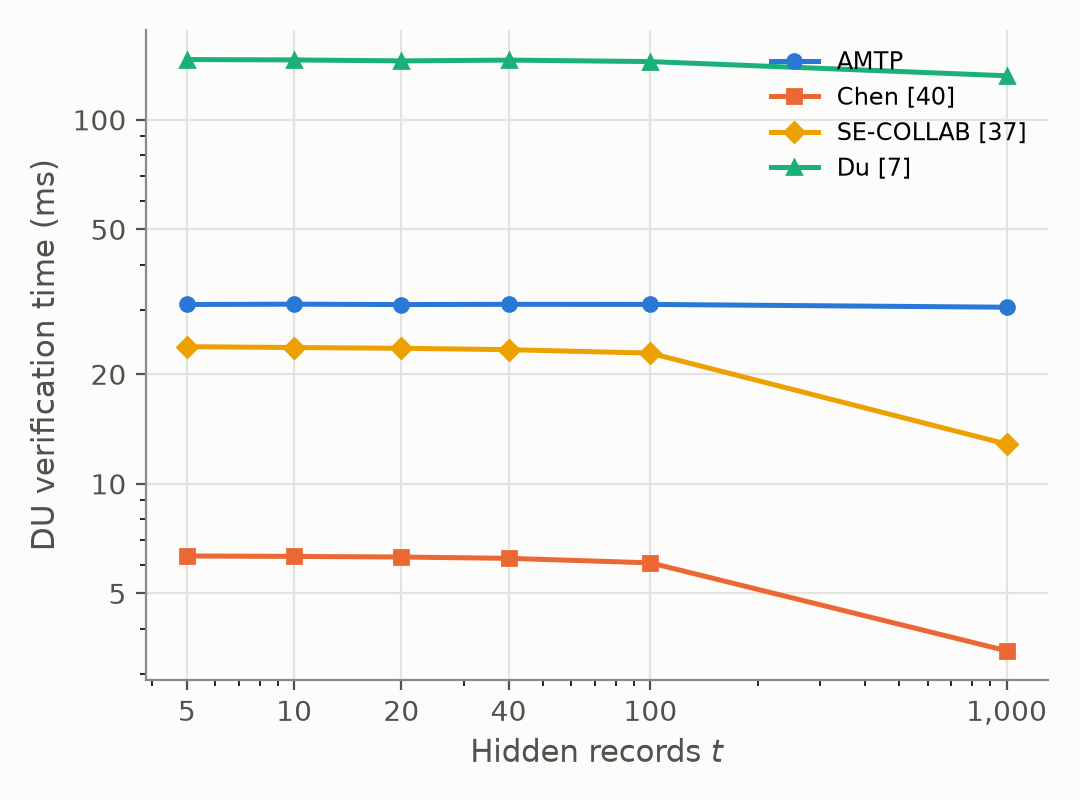 DU verification time (ms)
100
50
20
10
5
AMTP
Chen [40]
SE-COLLAB [37]
Du [7]
5 10 20 40 100 1,000
Hidden records t